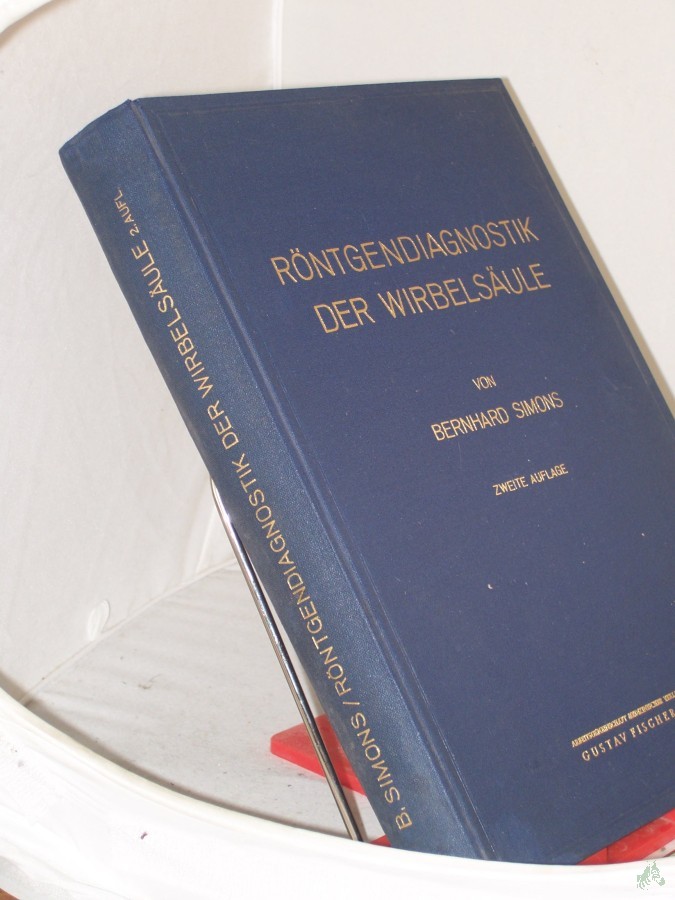 RÖNTGENDIAGNOSTIK
DER WIRBELSÄULE
VON
BERNHARD SIMONS
ZWEITE AUFLAGE
GUSTAV FISCHER
B. SIMONS/RÖNTGENDIAGNOSTIK DER WIRBELSÄULE 2. AUFL.